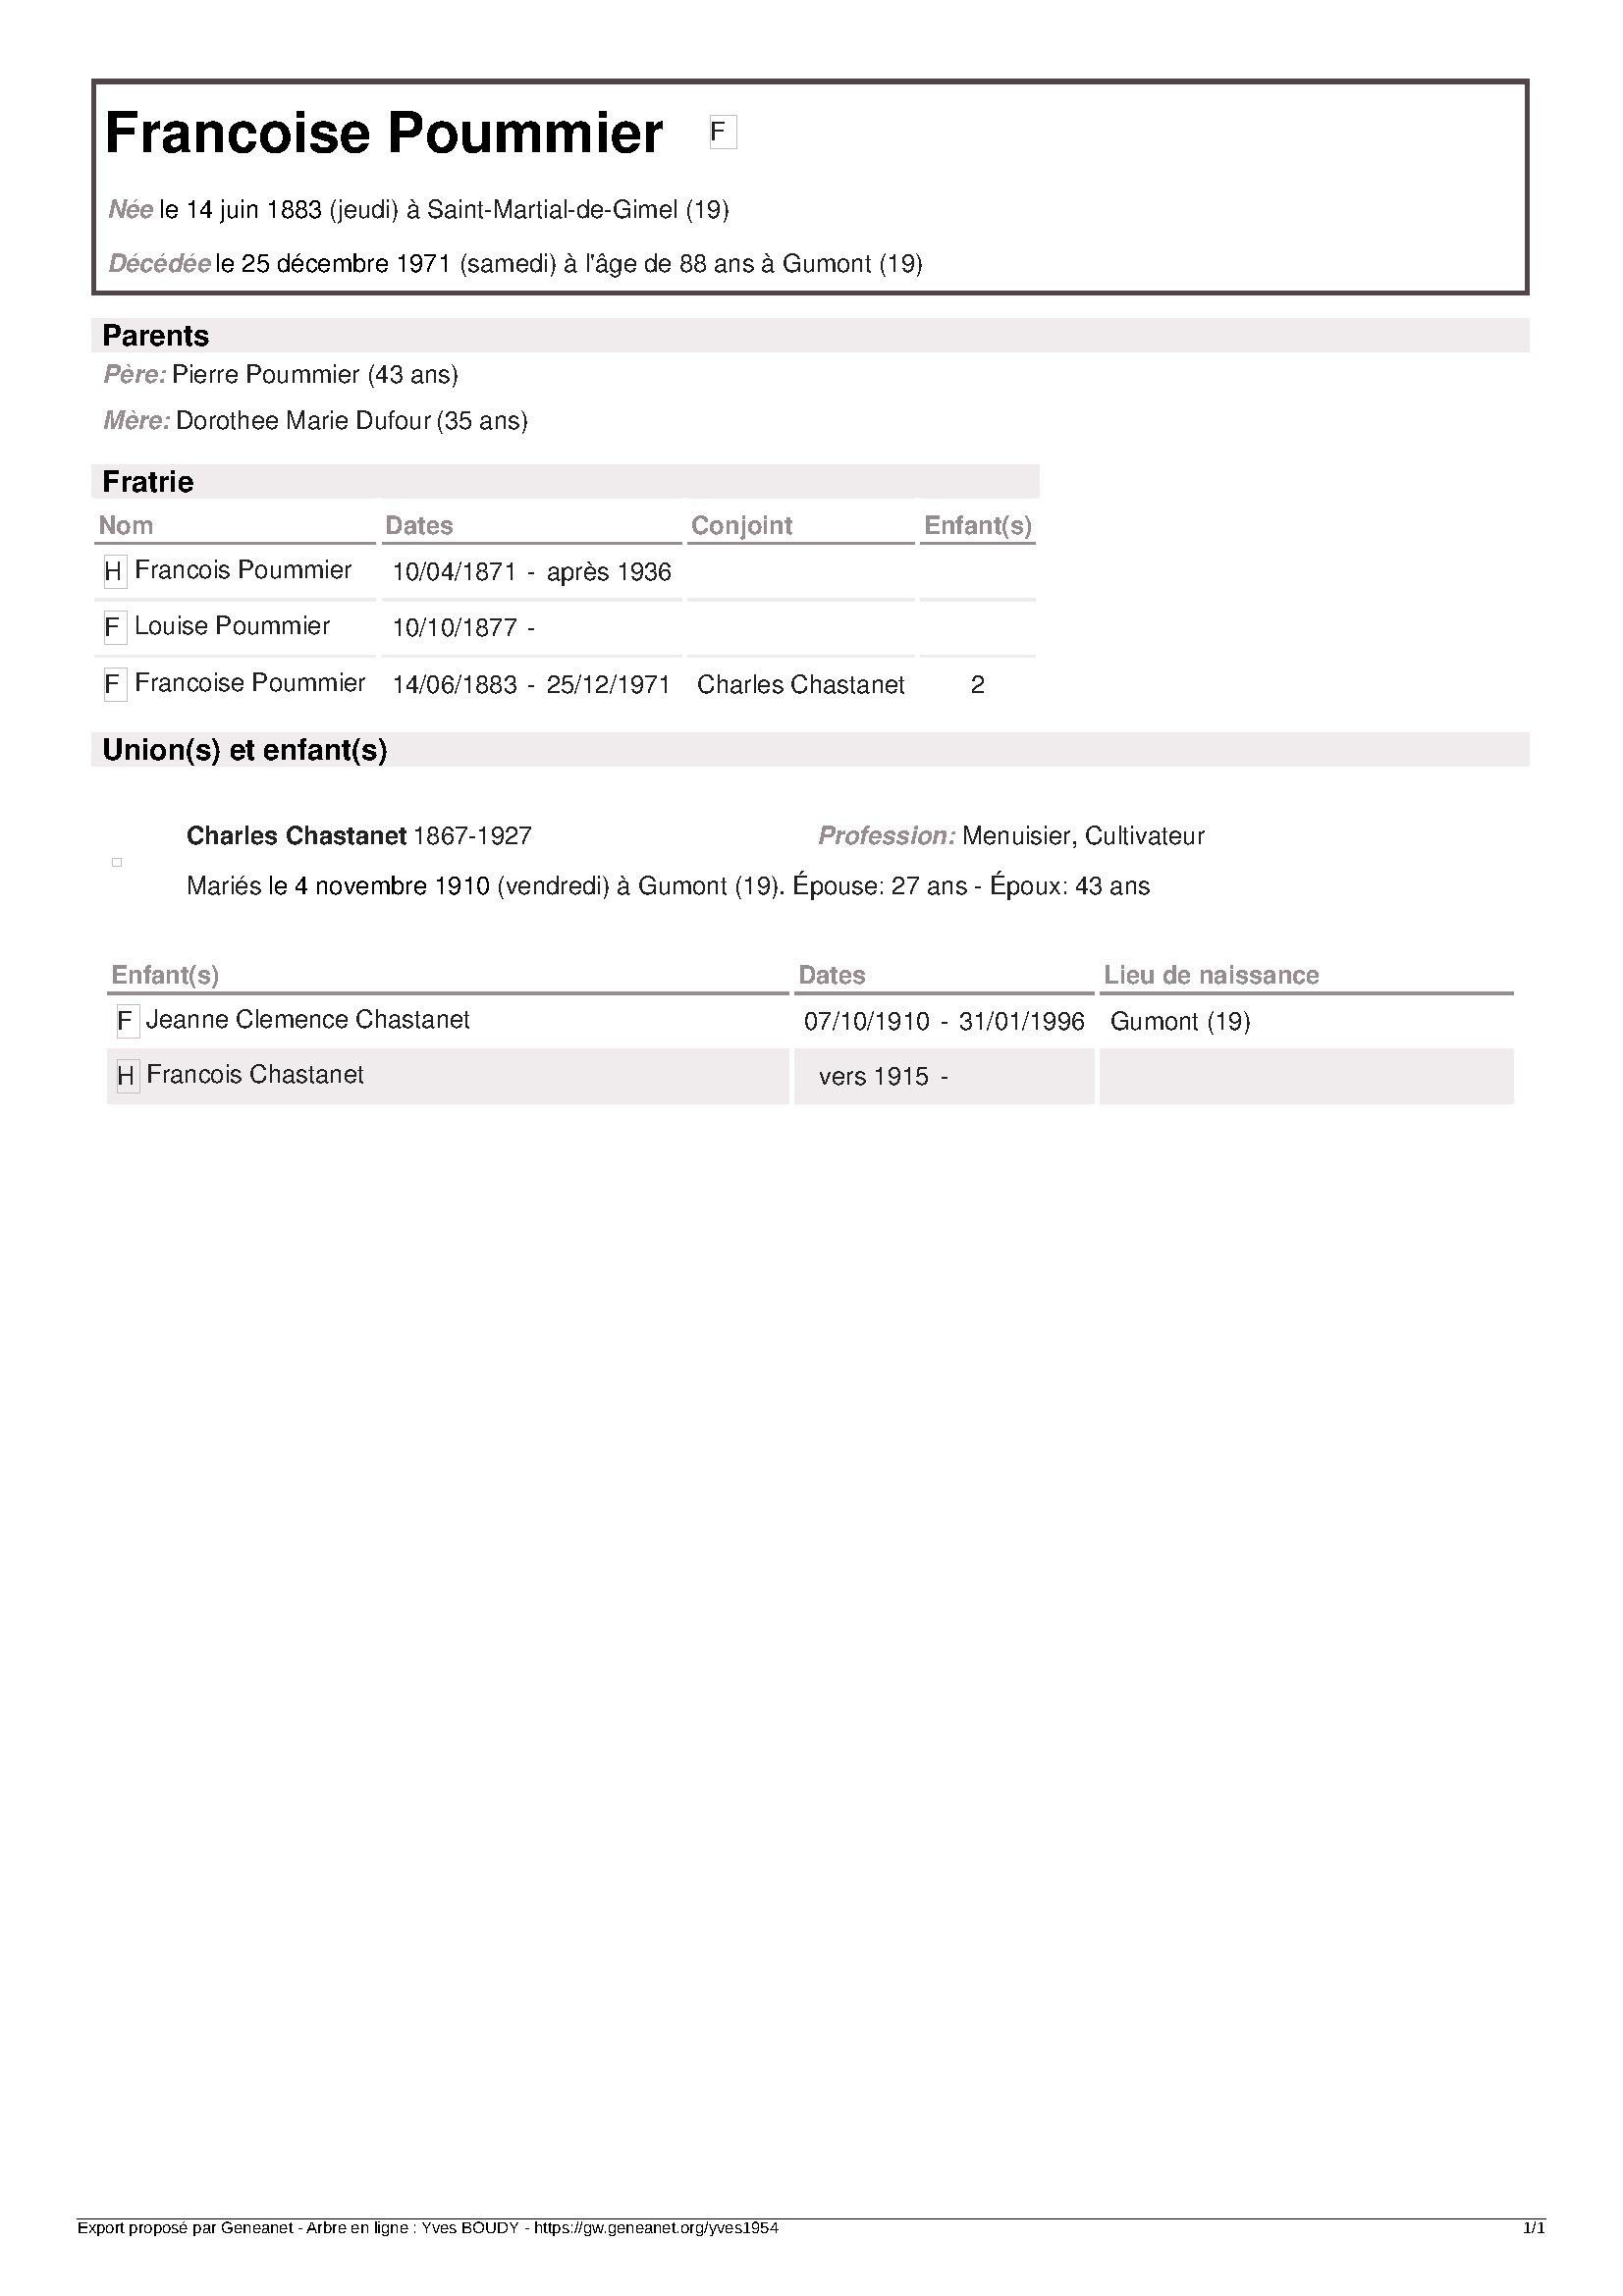 Francoise Poummier F
Née le 14 juin 1883 (jeudi) à Saint-Martial-de-Gimel (19)
Décédée le 25 décembre 1971 (samedi) à l'âge de 88 ans à Gumont (19)
Parents
Père: Pierre Poummier (43 ans)
Mère: Dorothee Marie Dufour (35 ans)
Fratrie
Nom Dates Conjoint Enfant(s)
H Francois Poummier 10/04/1871 - après 1936
F Louise Poummier 10/10/1877 -
F Francoise Poummier 14/06/1883 - 25/12/1971 Charles Chastanet 2
Union(s) et enfant(s)
Charles Chastanet 1867-1927 Profession: Menuisier, Cultivateur
Mariés le 4 novembre 1910 (vendredi) à Gumont (19). Épouse: 27 ans - Époux: 43 ans
Enfant(s) Dates Lieu de naissance
F Jeanne Clemence Chastanet 07/10/1910 - 31/01/1996 Gumont (19)
H Francois Chastanet vers 1915 -
Export proposé par Geneanet - Arbre en ligne : Yves BOUDY - https://gw.geneanet.org/yves1954 1/1